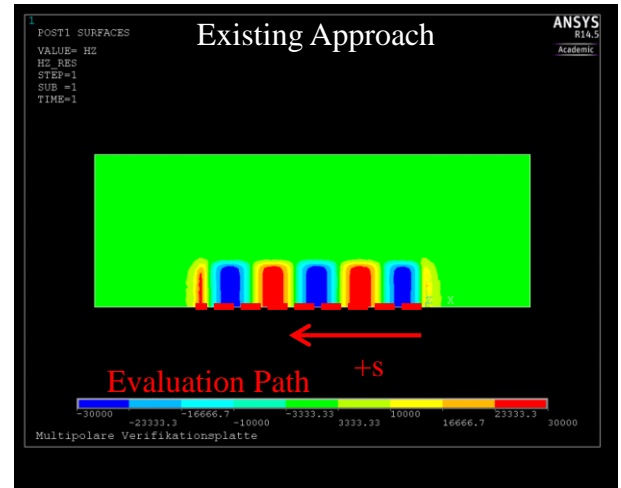 1
POST1 SURFACES
Existing Approach
ANSYS
R14.5
Academic
VALUE= HZ
HZ_RES
STEP=1
SUB =1
TIME=1
X
+s
Evaluation Path
-30000 -16666.7 -3333.33 10000 23333.3
-23333.3 -10000 3333.33 16666.7 30000
Multipolare Verifikationsplatte